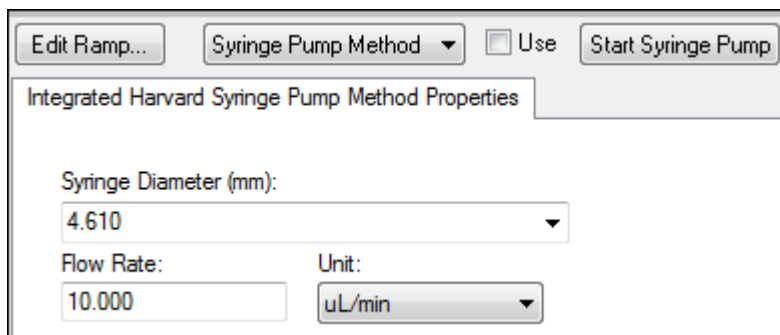 Edit Ramp... Syringe Pump Method Use Start Syringe Pump
Integrated Harvard Syringe Pump Method Properties
Syringe Diameter (mm):
4.610
Flow Rate: Unit:
10.000 uL/min